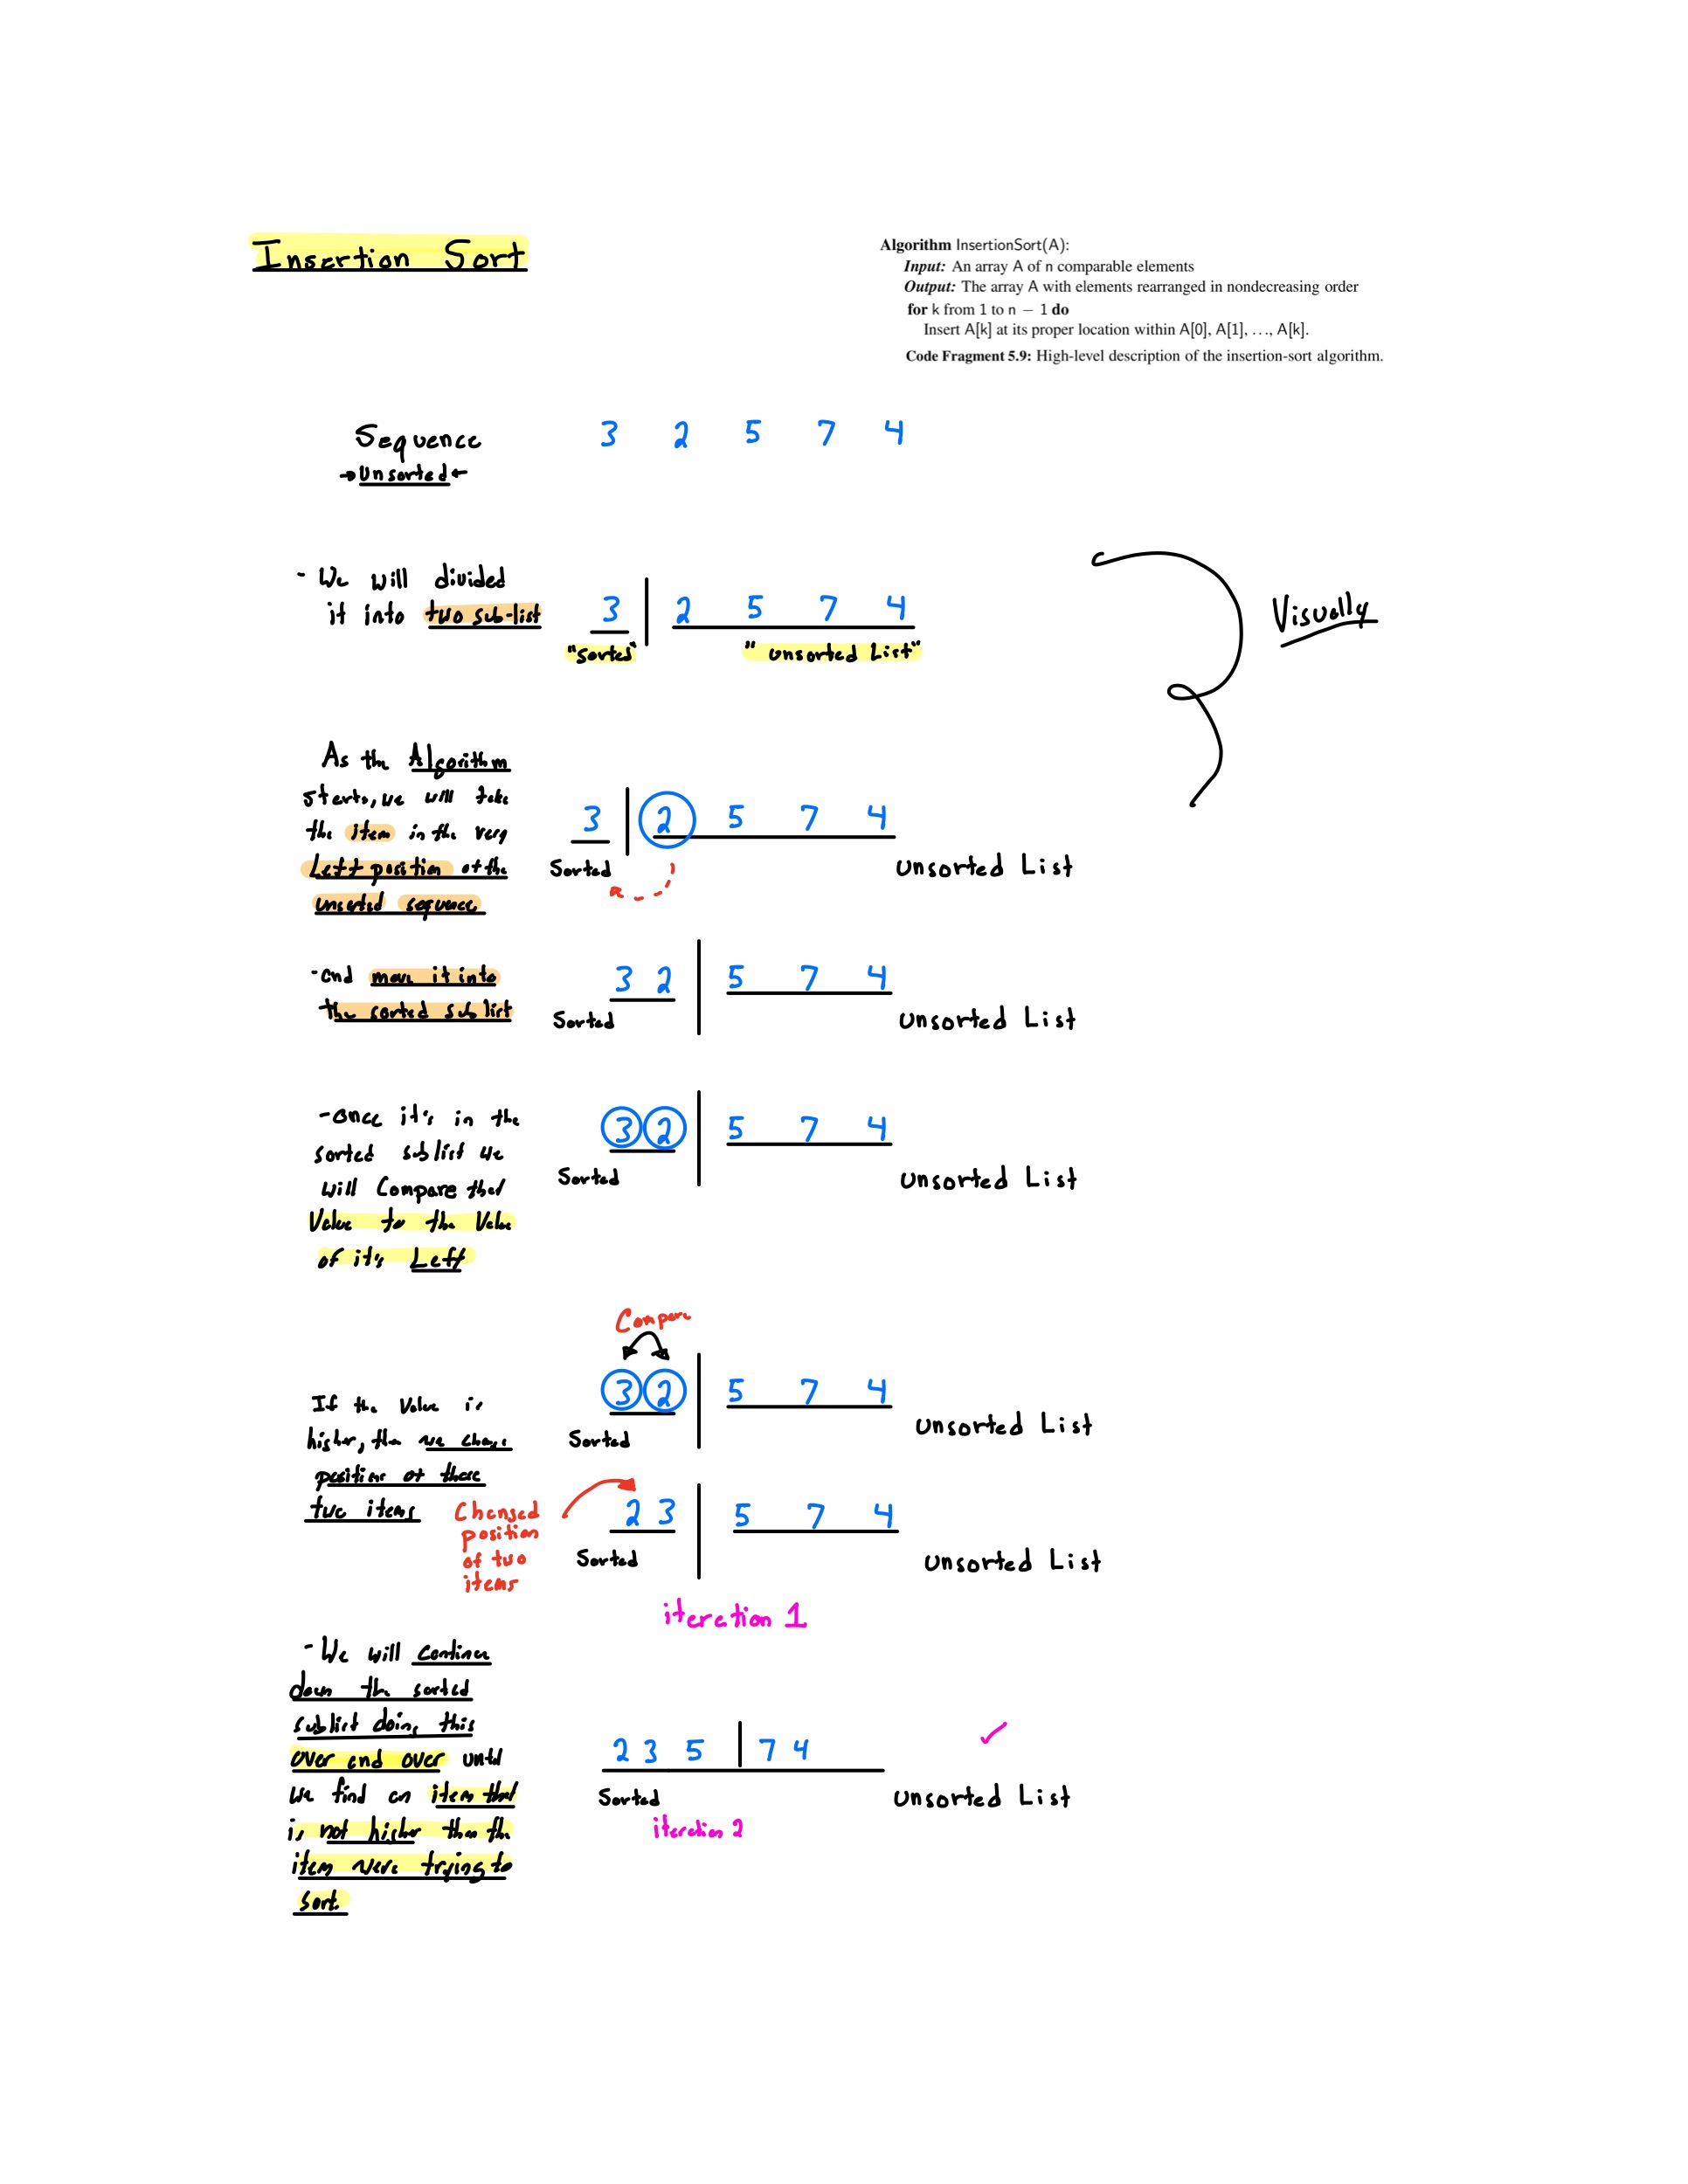 Insertion Sort
Algorithm InsertionSort(A):
Input: An array A of n comparable elements
Output: The array A with elements rearranged in nondecreasing order
for k from 1 to n − 1 do
Insert A[k] at its proper location within A[0], A[1], …, A[k].
Code Fragment 5.9: High-level description of the insertion-sort algorithm.
Sequence 3 2 5 7 4
→Unsorted←
- We will divided
it into two sub-list
3 | 2 5 7 4
"Sorted" "unsorted List"
Visually
As the Algorithm
starts, we will take
the item in the very
Left position of the
unsorted sequence
3 | 2 5 7 4
Sorted Unsorted List
-and move it into
the sorted sub list
3 2 | 5 7 4
Sorted Unsorted List
-once it's in the
sorted sublist we
will Compare that
Value to the Value
of it's Left
3 2 | 5 7 4
Sorted Unsorted List
Compare
3 2 | 5 7 4
Sorted Unsorted List
If the Value is
higher, then we change
positions of those
two items
Changed
position
of two
items
2 3 | 5 7 4
Sorted Unsorted List
iteration 1
-We will continue
down the sorted
sublist doing this
over and over until
we find an item that
is not higher than the
item were trying to
sort.
2 3 5 | 7 4 ✓
Sorted Unsorted List
iteration 2